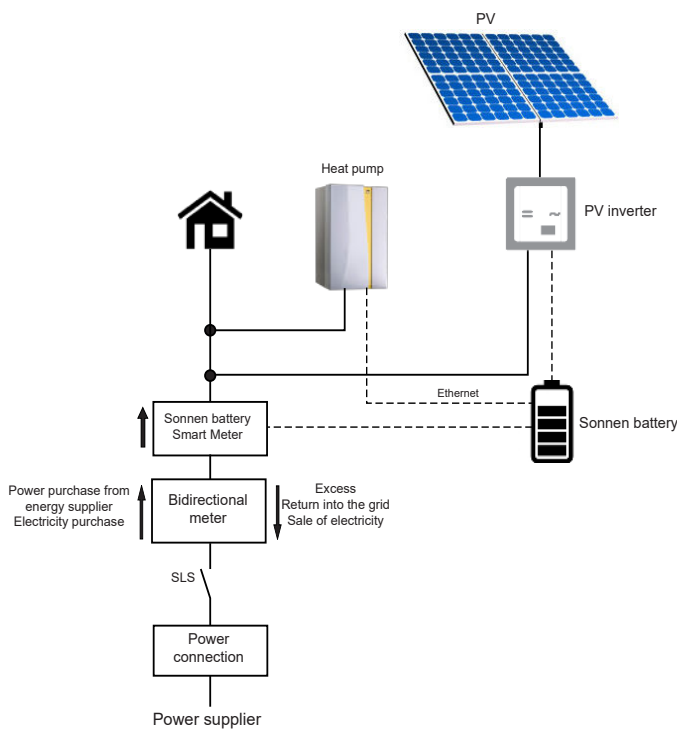 PV
Heat pump
PV inverter
Ethernet
Sonnen battery
Sonnen battery
Smart Meter
Power purchase from
energy supplier
Electricity purchase
Bidirectional
meter
Excess
Return into the grid
Sale of electricity
SLS
Power
connection
Power supplier